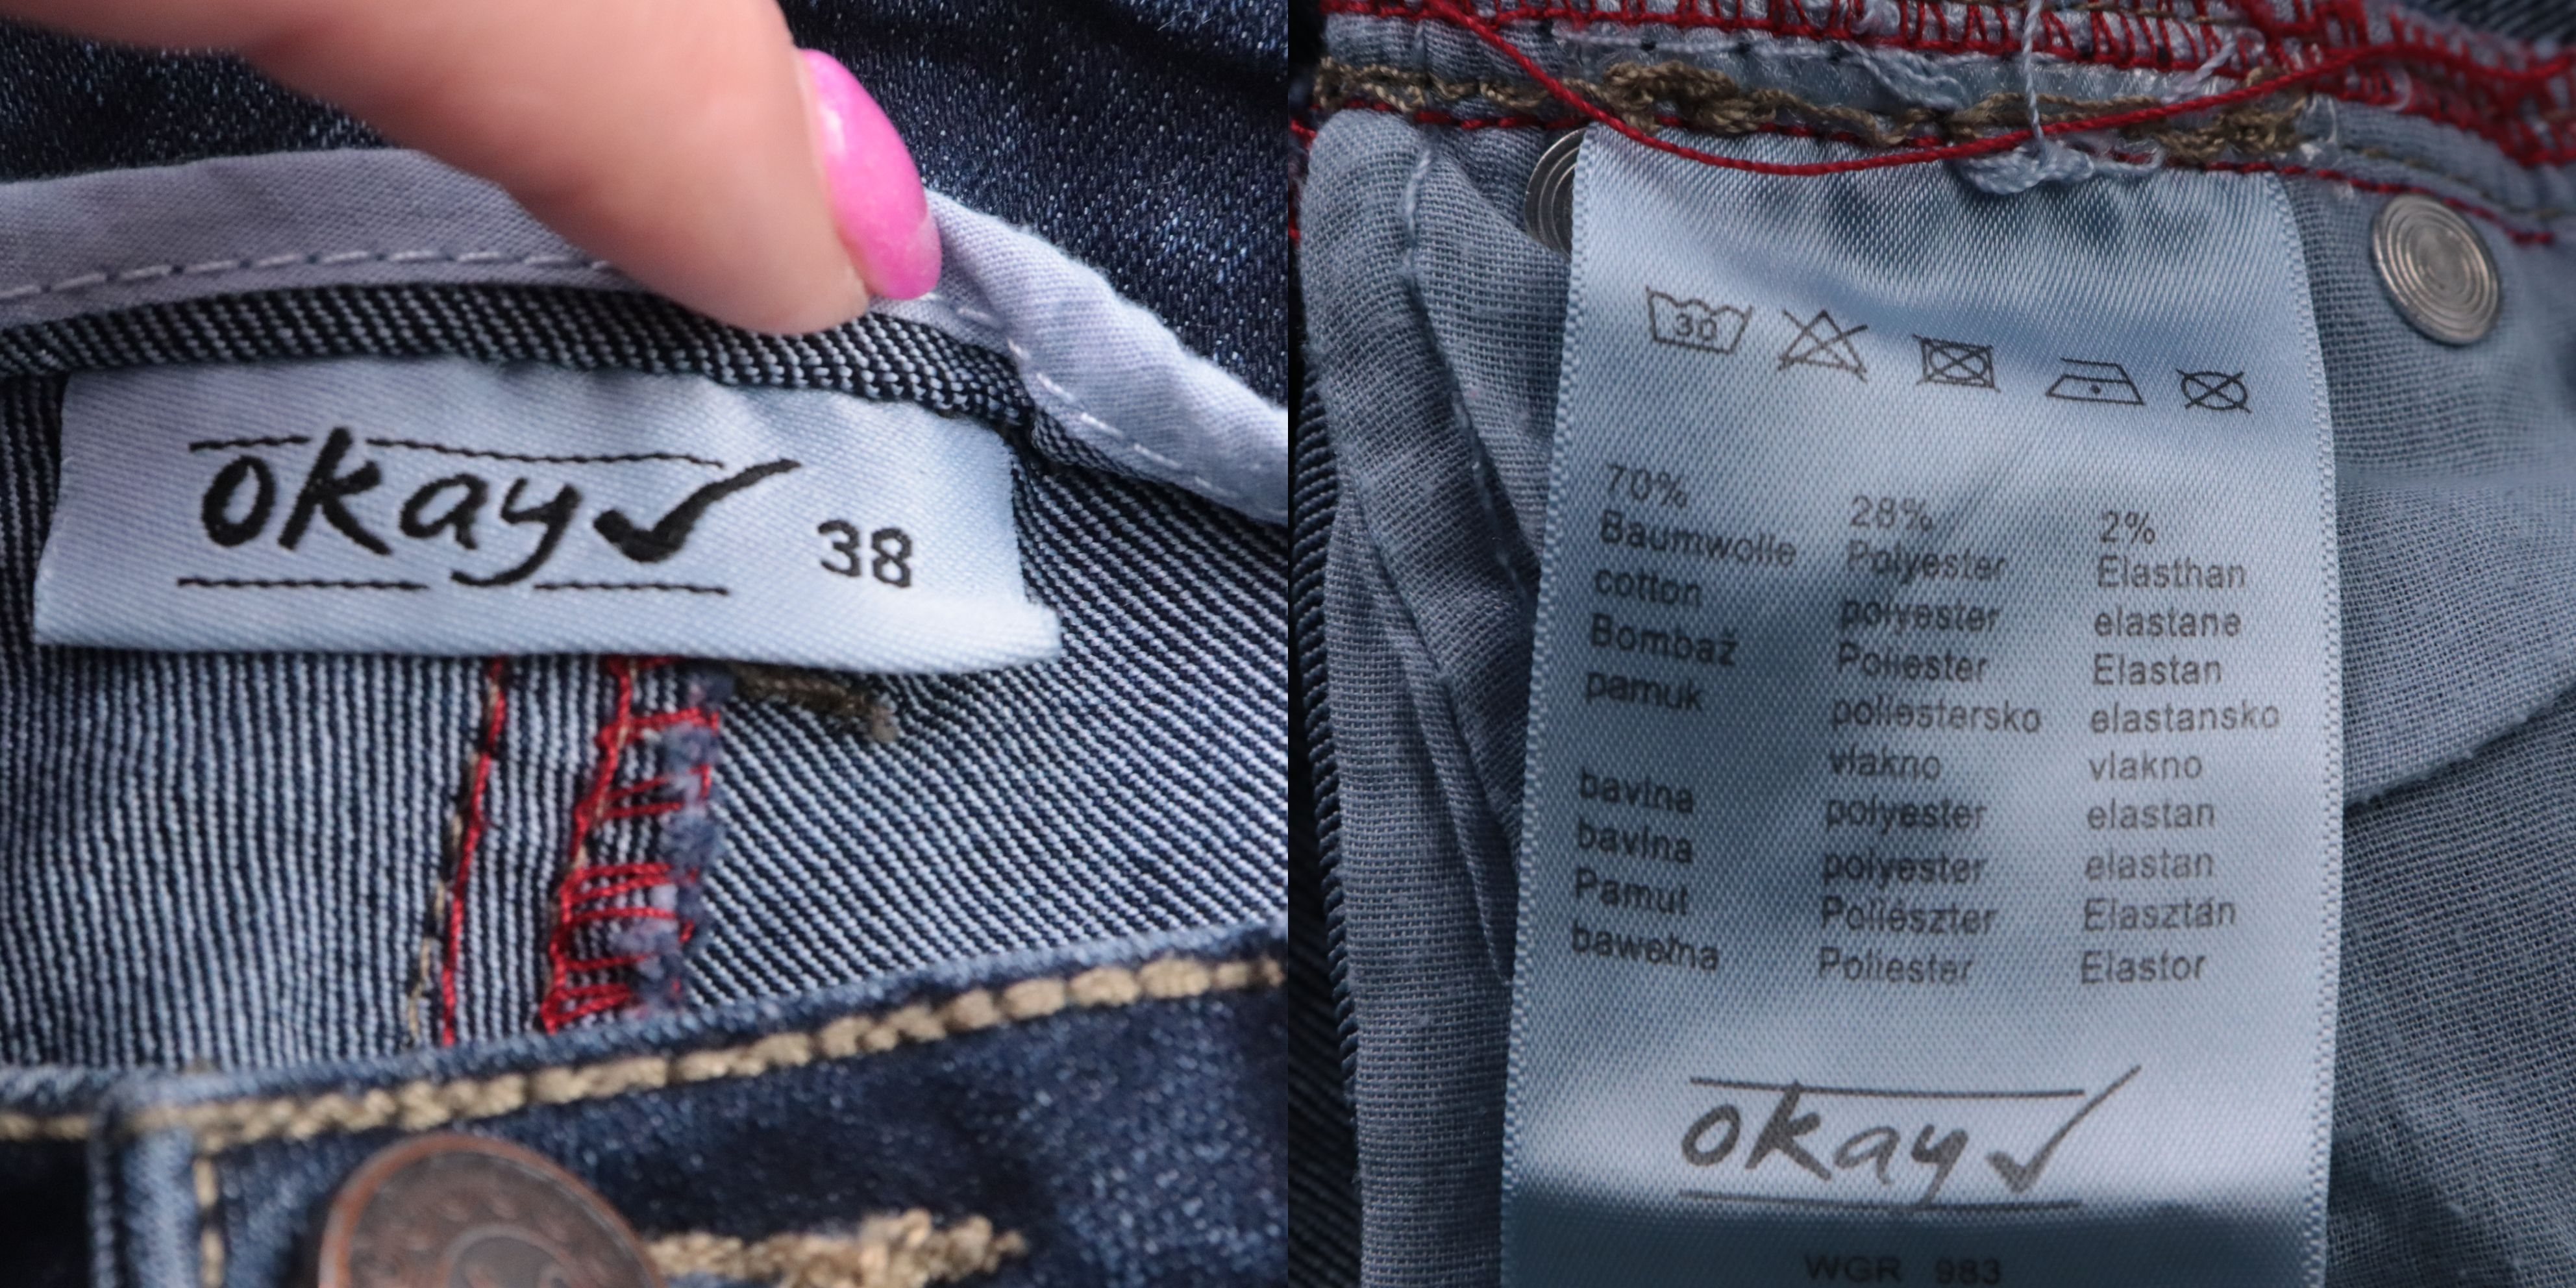 okay 38
30
70%
Baumwolle
cotton
Bombaž
pamuk
bavlna
bavlna
Pamut
bawełna
28%
Polyester
polyester
Poliester
poliestersko
vlakno
polyester
polyester
Poliészter
Poliester
2%
Elasthan
elastane
Elastan
elastansko
vlakno
elastan
elastan
Elasztán
Elastor
okay
WGR 983